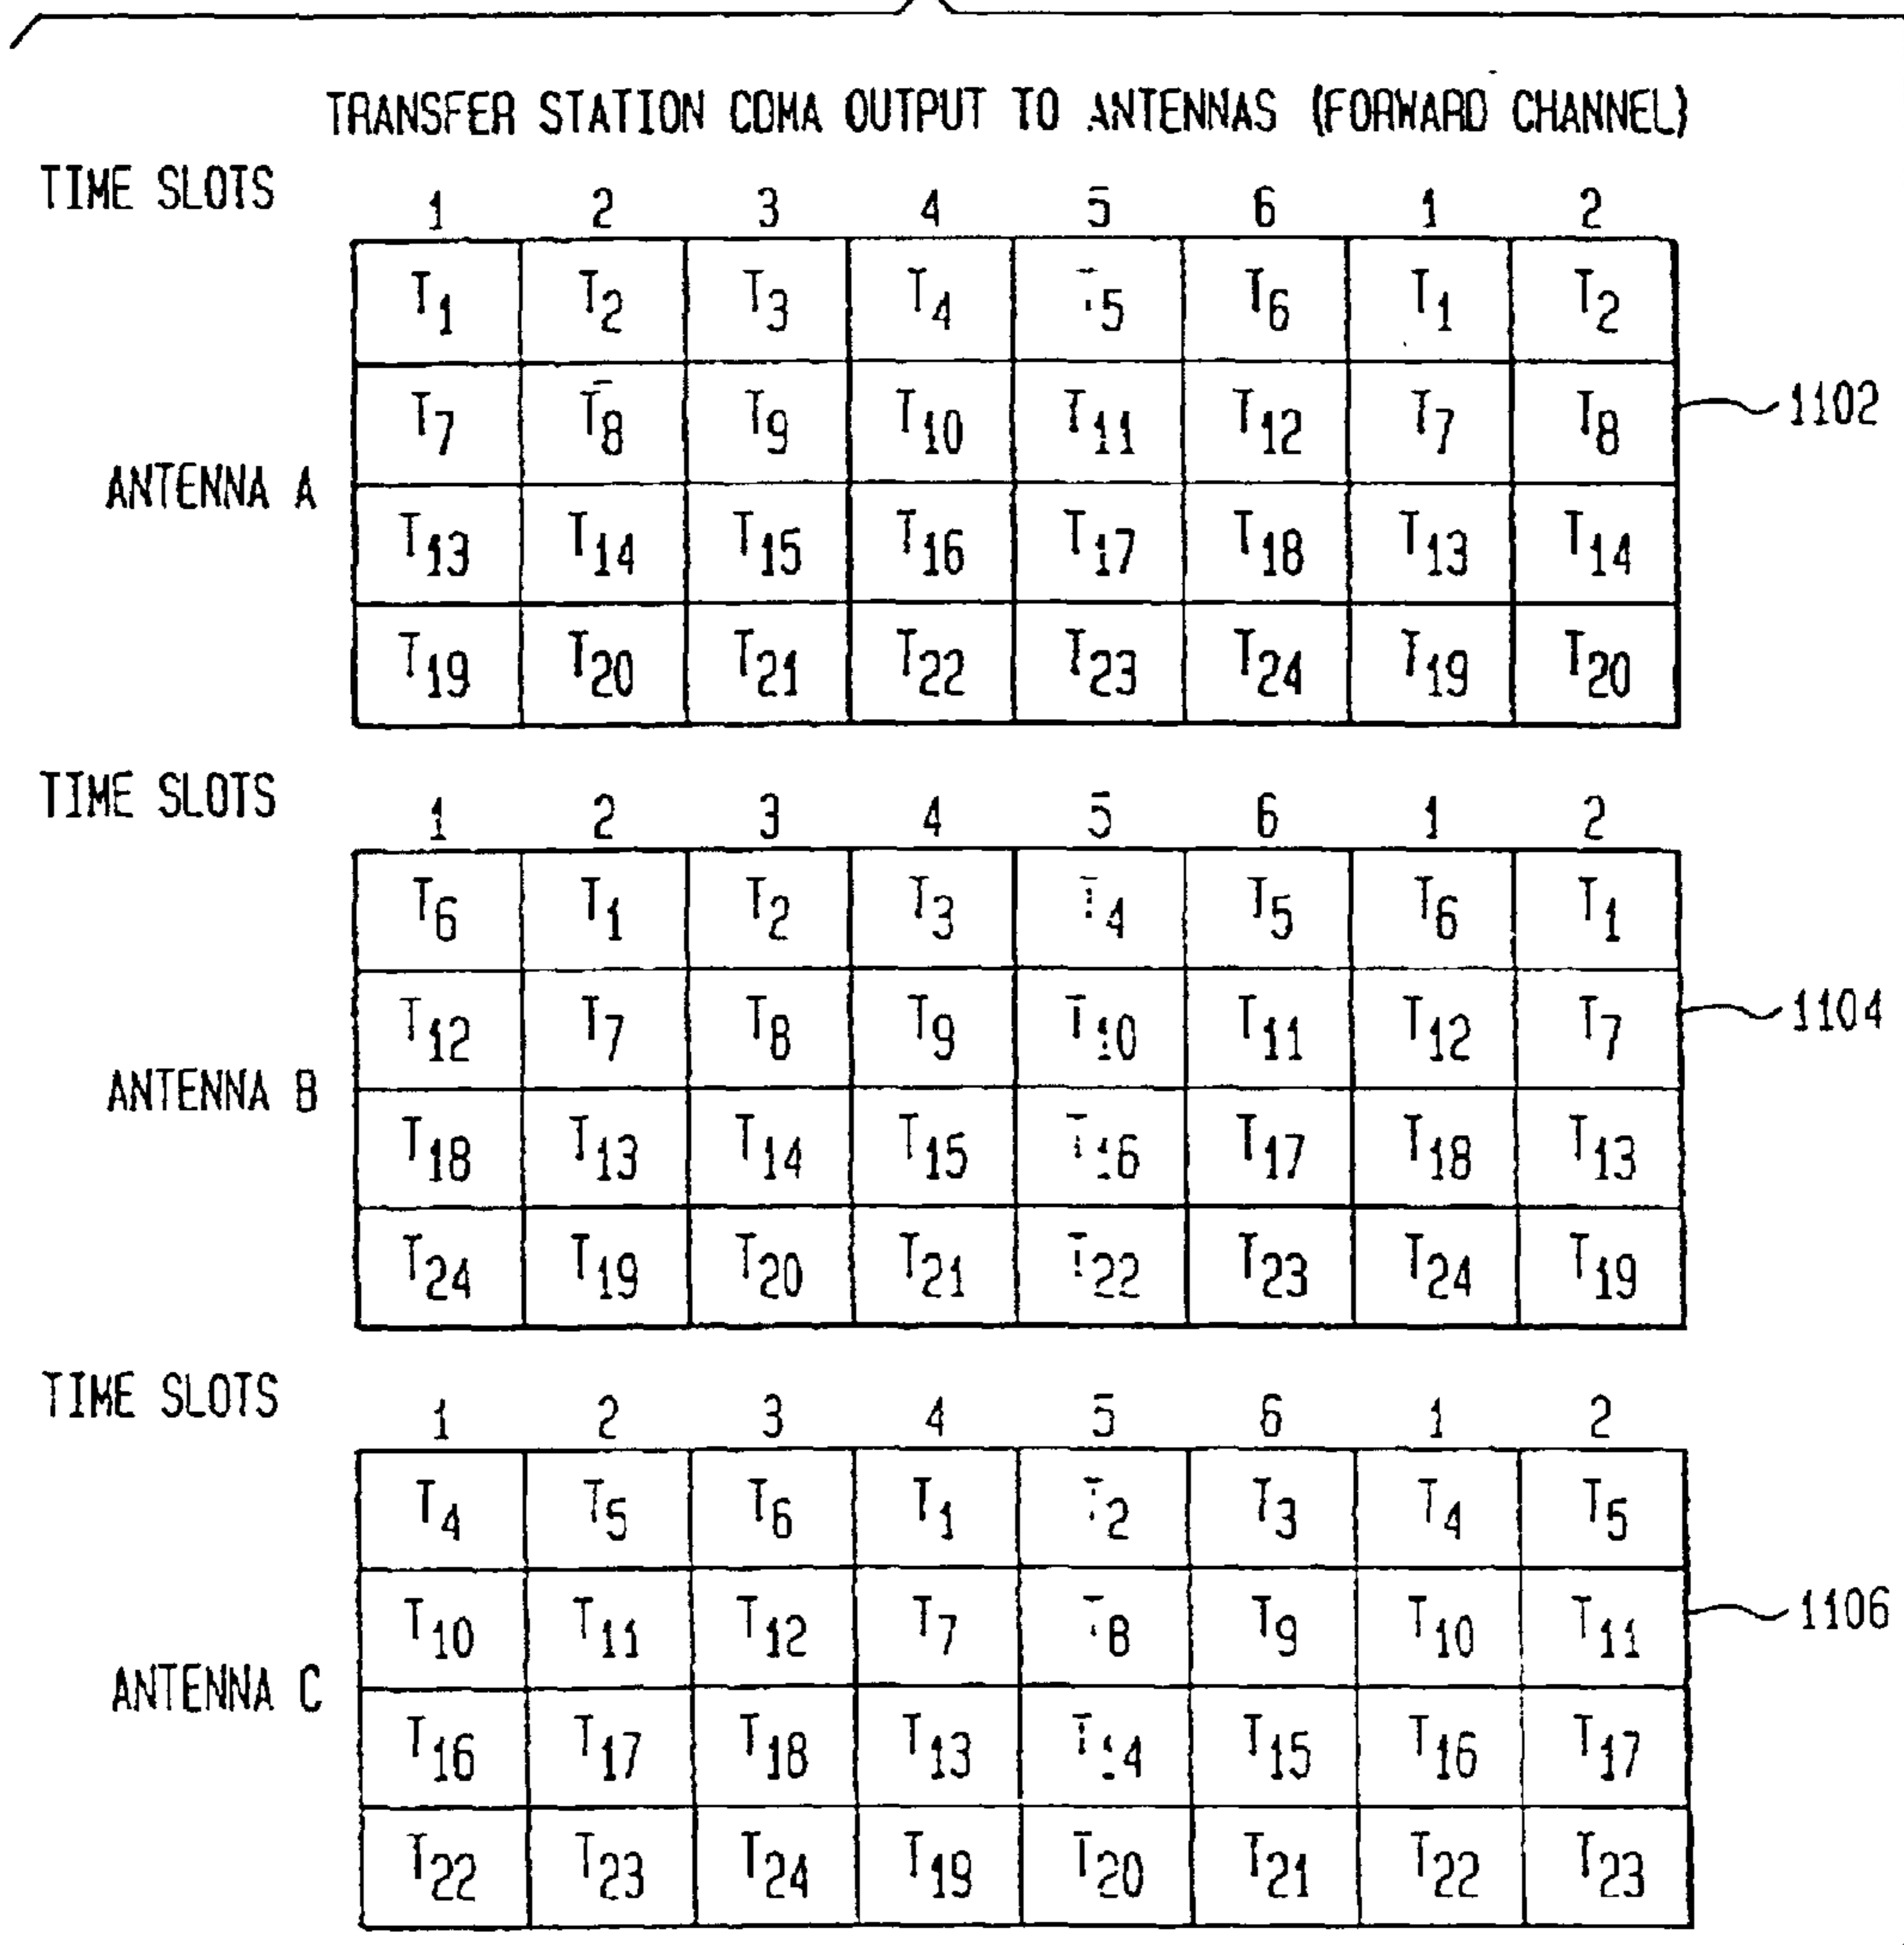 TRANSFER STATION CDMA OUTPUT TO ANTENNAS (FORWARD CHANNEL)
TIME SLOTS 1 2 3 4 5 6 1 2
T1 T2 T3 T4 T5 T6 T1 T2
T7 T8 T9 T10 T11 T12 T7 T8
1102
ANTENNA A
T13 T14 T15 T16 T17 T18 T13 T14
T19 T20 T21 T22 T23 T24 T19 T20
TIME SLOTS 1 2 3 4 5 6 1 2
T6 T1 T2 T3 T4 T5 T6 T1
T12 T7 T8 T9 T10 T11 T12 T7
1104
ANTENNA B
T18 T13 T14 T15 T16 T17 T18 T13
T24 T19 T20 T21 T22 T23 T24 T19
TIME SLOTS 1 2 3 4 5 6 1 2
T4 T5 T6 T1 T2 T3 T4 T5
T10 T11 T12 T7 T8 T9 T10 T11
1106
ANTENNA C
T16 T17 T18 T13 T14 T15 T16 T17
T22 T23 T24 T19 T20 T21 T22 T23